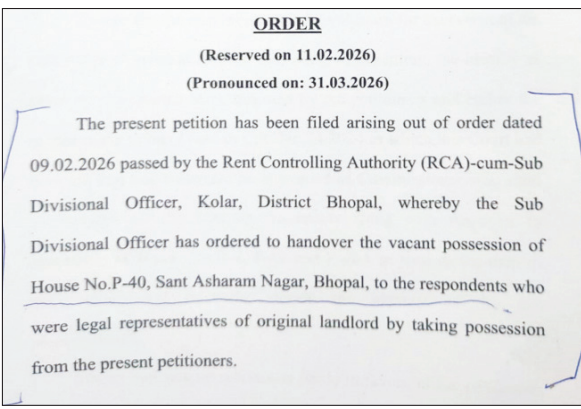 ORDER
(Reserved on 11.02.2026)
(Pronounced on: 31.03.2026)
The present petition has been filed arising out of order dated
09.02.2026 passed by the Rent Controlling Authority (RCA)-cum-Sub
Divisional Officer, Kolar, District Bhopal, whereby the Sub
Divisional Officer has ordered to handover the vacant possession of
House No.P-40, Sant Asharam Nagar, Bhopal, to the respondents who
were legal representatives of original landlord by taking possession
from the present petitioners.